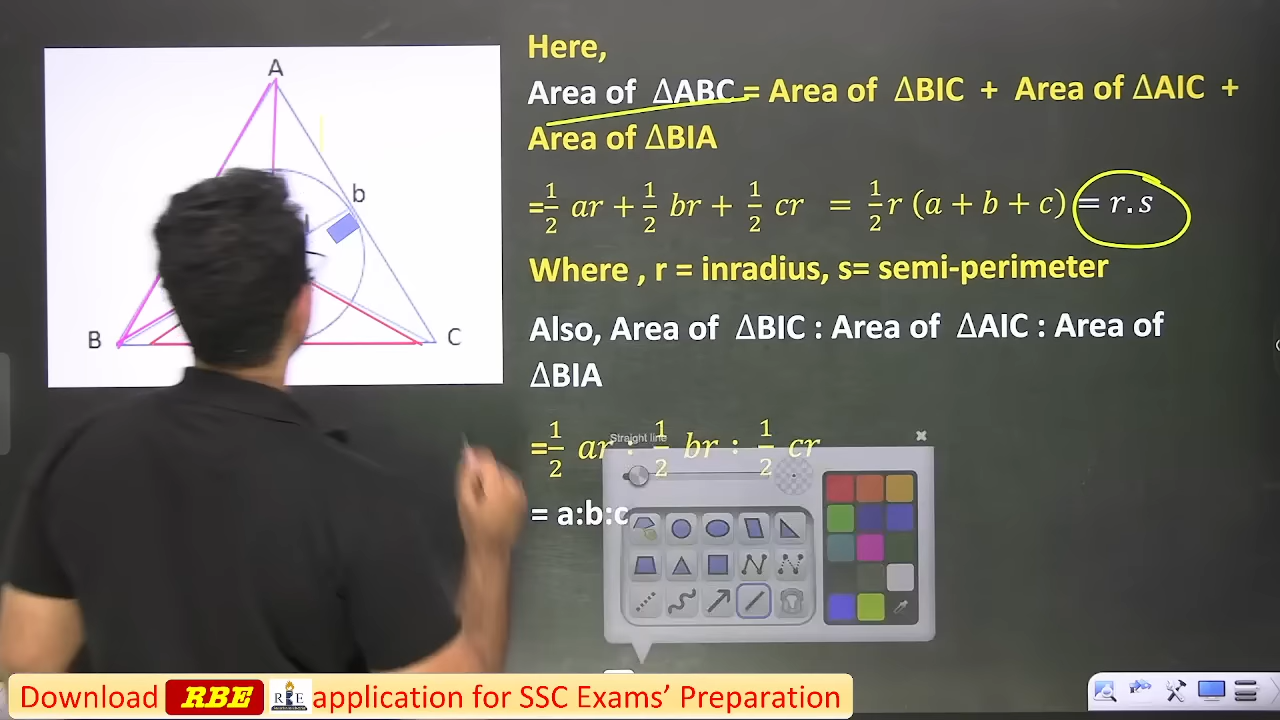 Here,
A
Area of ΔABC = Area of ΔBIC + Area of ΔAIC +
Area of ΔBIA
b
=1/2 ar + 1/2 br + 1/2 cr = 1/2 r (a + b + c) = r.s
Where , r = inradius, s= semi-perimeter
B
C
Also, Area of ΔBIC : Area of ΔAIC : Area of
ΔBIA
=1/2 ar : 1/2 br : 1/2 cr
Straight line
= a:b:c
Download RBE RBE application for SSC Exams’ Preparation